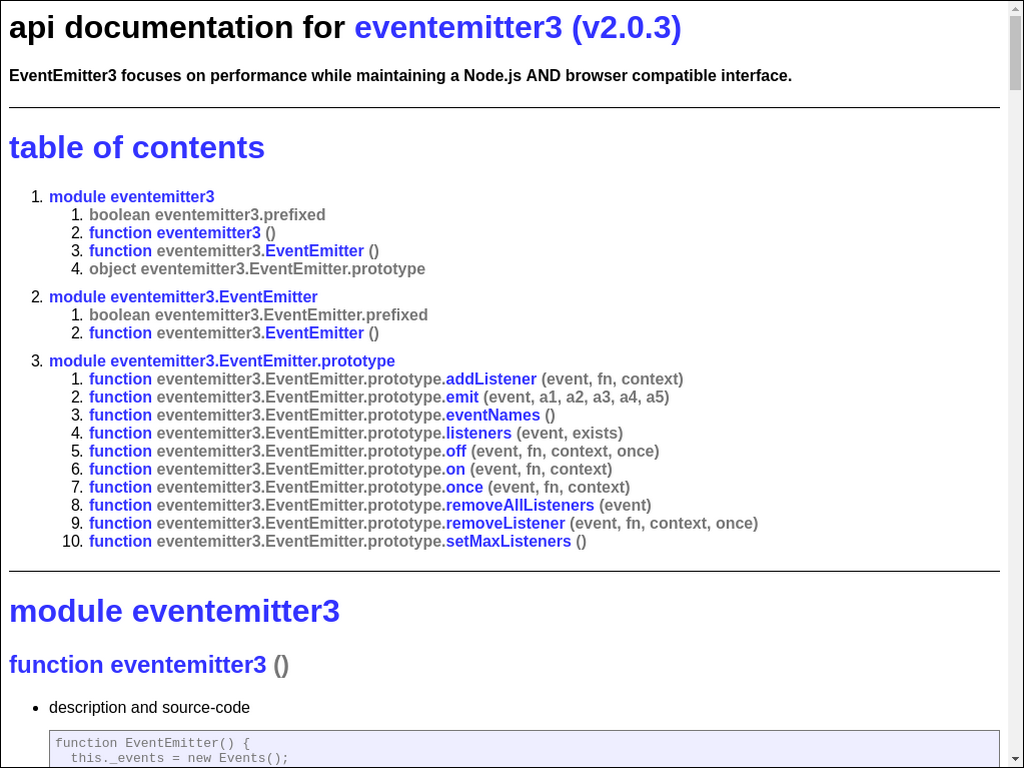 api documentation for eventemitter3 (v2.0.3)
EventEmitter3 focuses on performance while maintaining a Node.js AND browser compatible interface.
table of contents
1. module eventemitter3
1. boolean eventemitter3.prefixed
2. function eventemitter3 ()
3. function eventemitter3.EventEmitter ()
4. object eventemitter3.EventEmitter.prototype
2. module eventemitter3.EventEmitter
1. boolean eventemitter3.EventEmitter.prefixed
2. function eventemitter3.EventEmitter ()
3. module eventemitter3.EventEmitter.prototype
1. function eventemitter3.EventEmitter.prototype.addListener (event, fn, context)
2. function eventemitter3.EventEmitter.prototype.emit (event, a1, a2, a3, a4, a5)
3. function eventemitter3.EventEmitter.prototype.eventNames ()
4. function eventemitter3.EventEmitter.prototype.listeners (event, exists)
5. function eventemitter3.EventEmitter.prototype.off (event, fn, context, once)
6. function eventemitter3.EventEmitter.prototype.on (event, fn, context)
7. function eventemitter3.EventEmitter.prototype.once (event, fn, context)
8. function eventemitter3.EventEmitter.prototype.removeAllListeners (event)
9. function eventemitter3.EventEmitter.prototype.removeListener (event, fn, context, once)
10. function eventemitter3.EventEmitter.prototype.setMaxListeners ()
module eventemitter3
function eventemitter3 ()
• description and source-code
function EventEmitter() {
this._events = new Events();